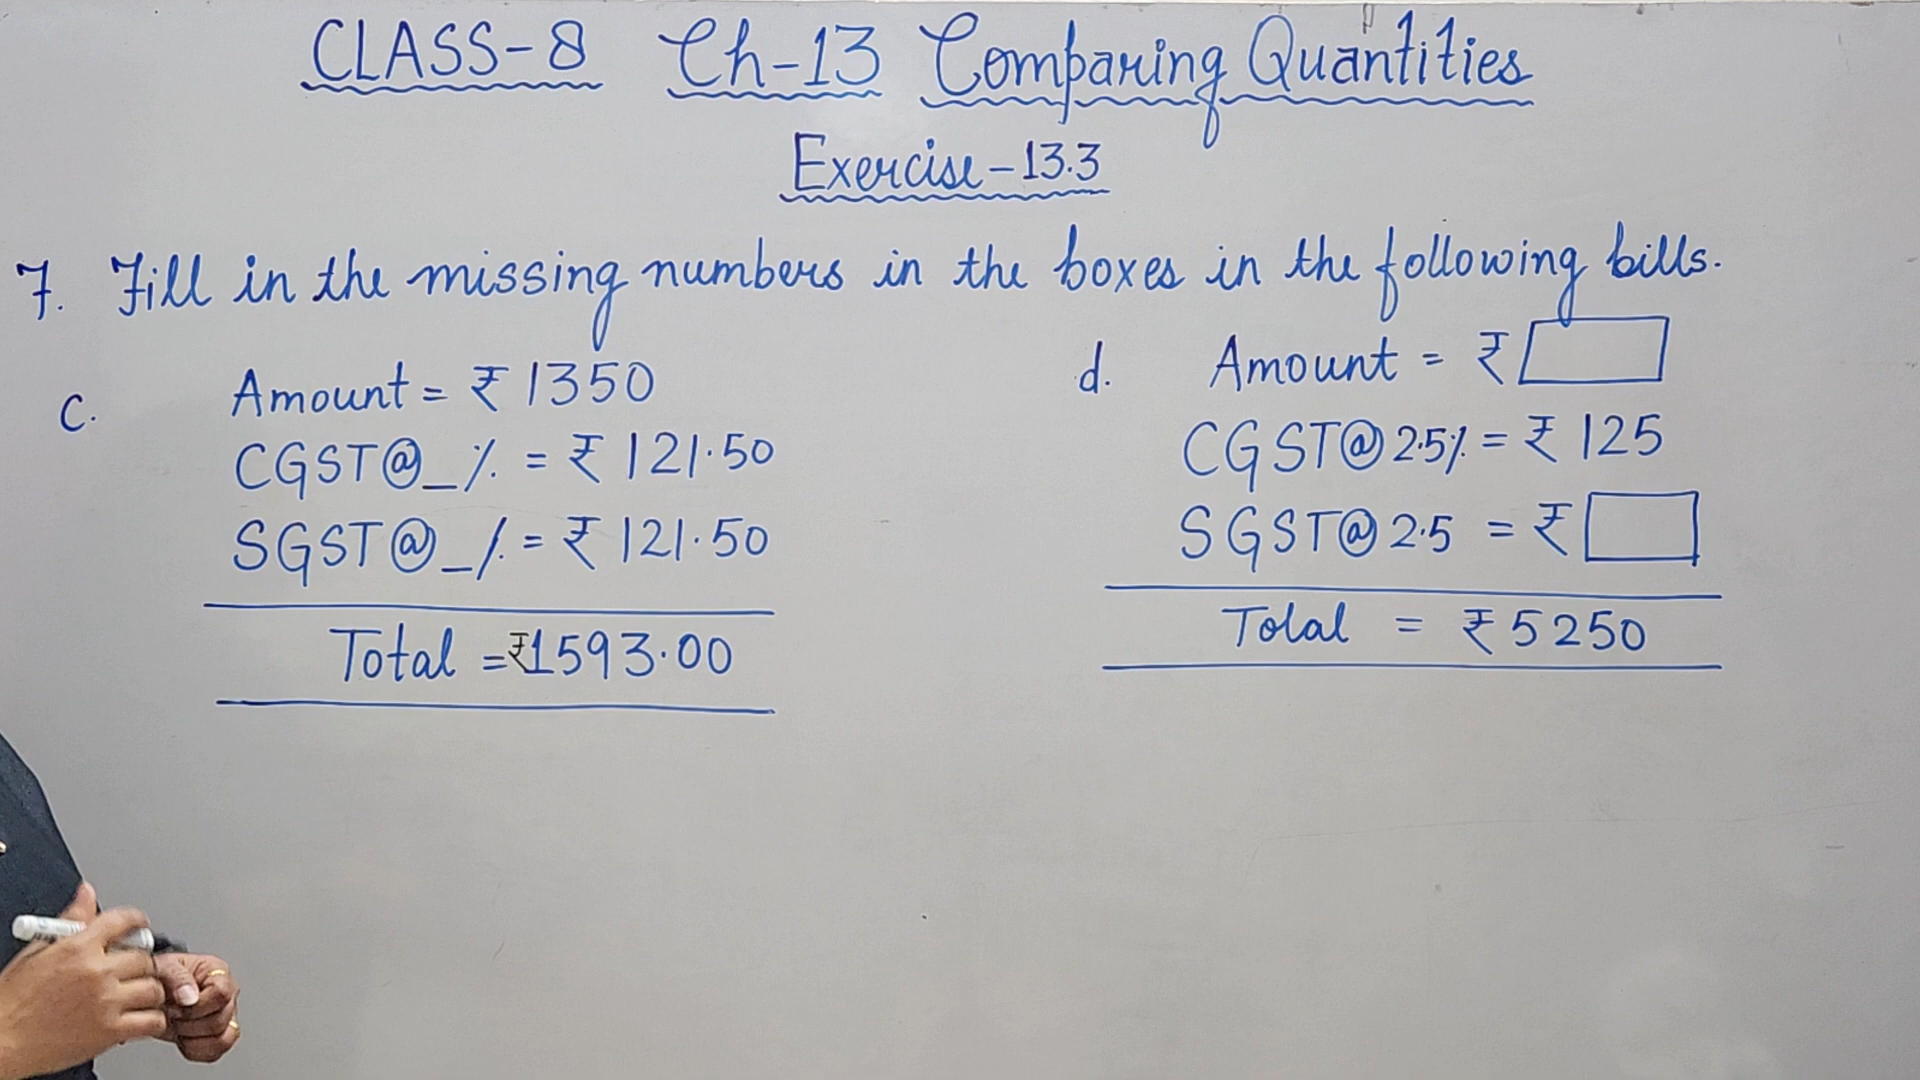 CLASS-8 Ch-13 Comparing Quantities
Exercise-13.3
7. Fill in the missing numbers in the boxes in the following bills.
c. Amount = ₹ 1350
CGST@_% = ₹ 121.50
SGST@_% = ₹ 121.50
Total = ₹1593.00
d. Amount = ₹
CGST@2.5% = ₹ 125
SGST@2.5 = ₹
Total = ₹5250